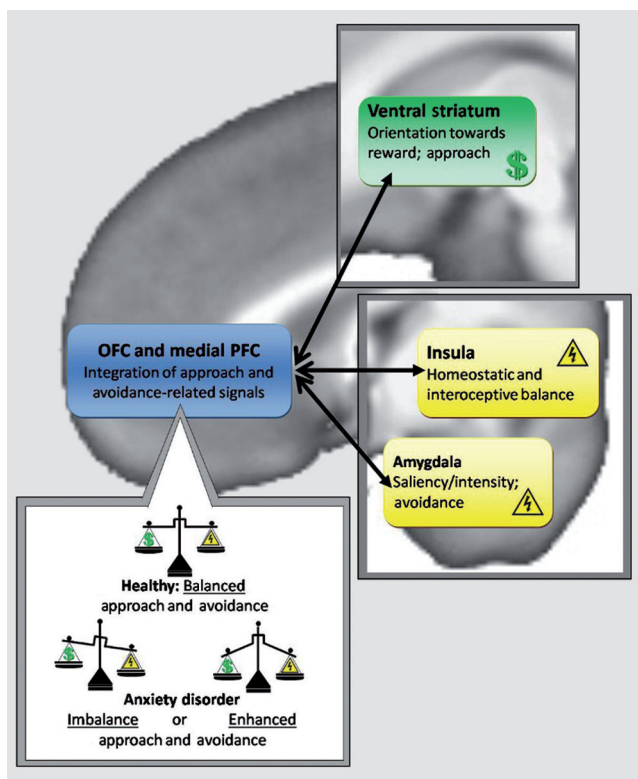 Ventral striatum
Orientation towards
reward; approach
$
OFC and medial PFC
Integration of approach and
avoidance-related signals
Insula
Homeostatic and
interoceptive balance
Amygdala
Saliency/intensity;
avoidance
$
Healthy: Balanced
approach and avoidance
$ $
Anxiety disorder
Imbalance or Enhanced
approach and avoidance